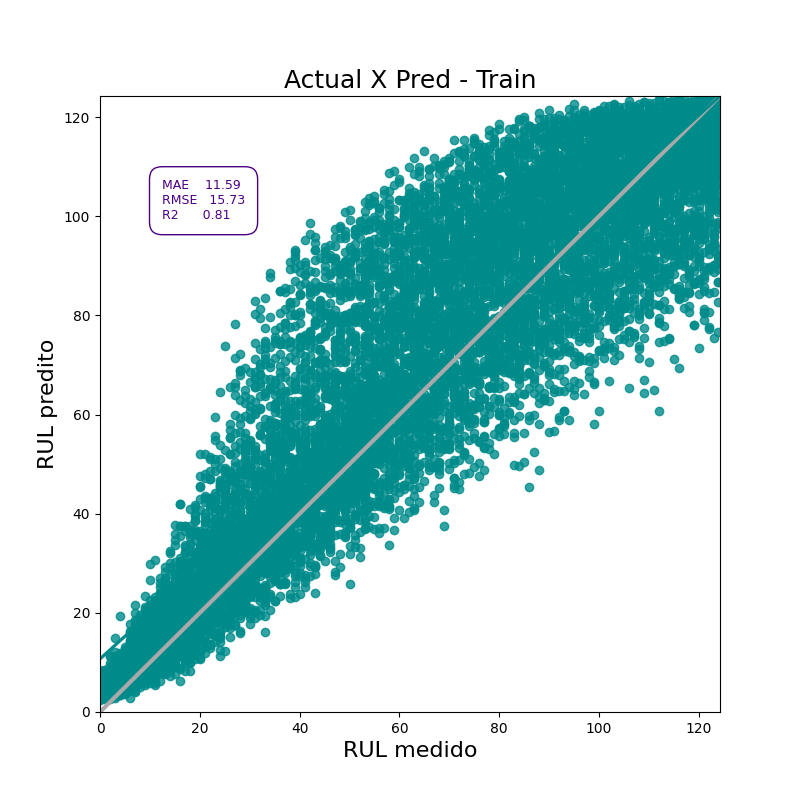 Actual X Pred - Train
120
100
80
60
40
20
0
RUL predito
MAE 11.59
RMSE 15.73
R2 0.81
0 20 40 60 80 100 120
RUL medido